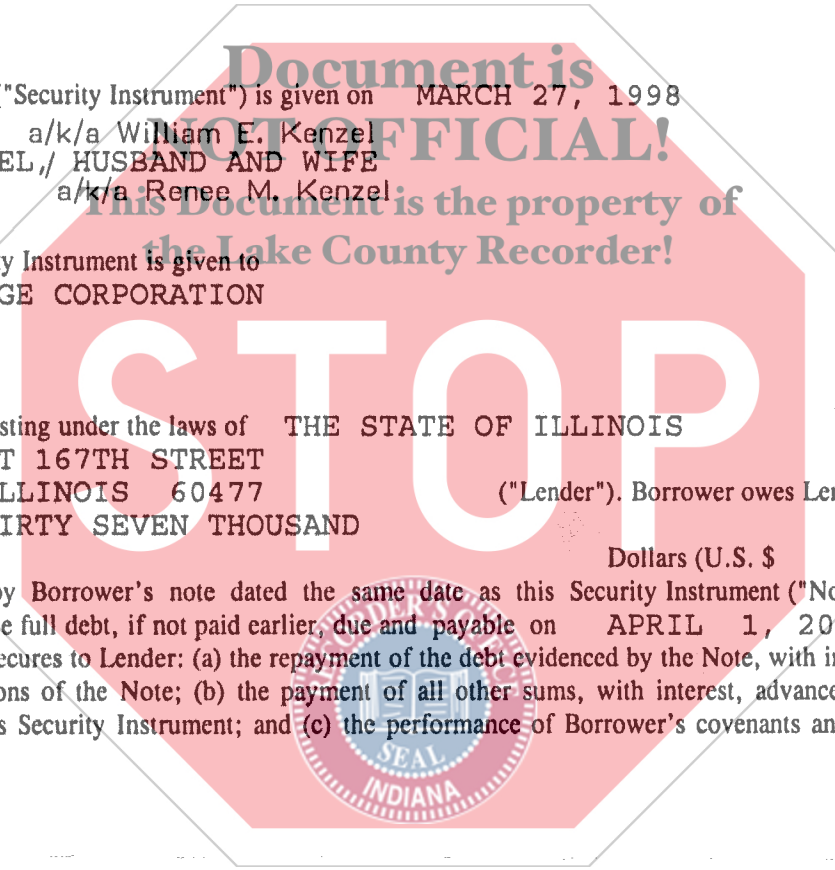 Document is
("Security Instrument") is given on MARCH 27, 1998
a/k/a William E. Kenzel
NOT OFFICIAL!
EL,/ HUSBAND AND WIFE
a/k/a Renee M. Kenzel
This Document is the property of
the Lake County Recorder!
y Instrument is given to
GE CORPORATION
STOP
sting under the laws of THE STATE OF ILLINOIS
T 167TH STREET
LLINOIS 60477 ("Lender"). Borrower owes Len
IRTY SEVEN THOUSAND
Dollars (U.S. $
by Borrower's note dated the same date as this Security Instrument ("No
e full debt, if not paid earlier, due and payable on APRIL 1, 20
ecures to Lender: (a) the repayment of the debt evidenced by the Note, with in
ons of the Note; (b) the payment of all other sums, with interest, advance
s Security Instrument; and (c) the performance of Borrower's covenants an
SEAL
INDIANA